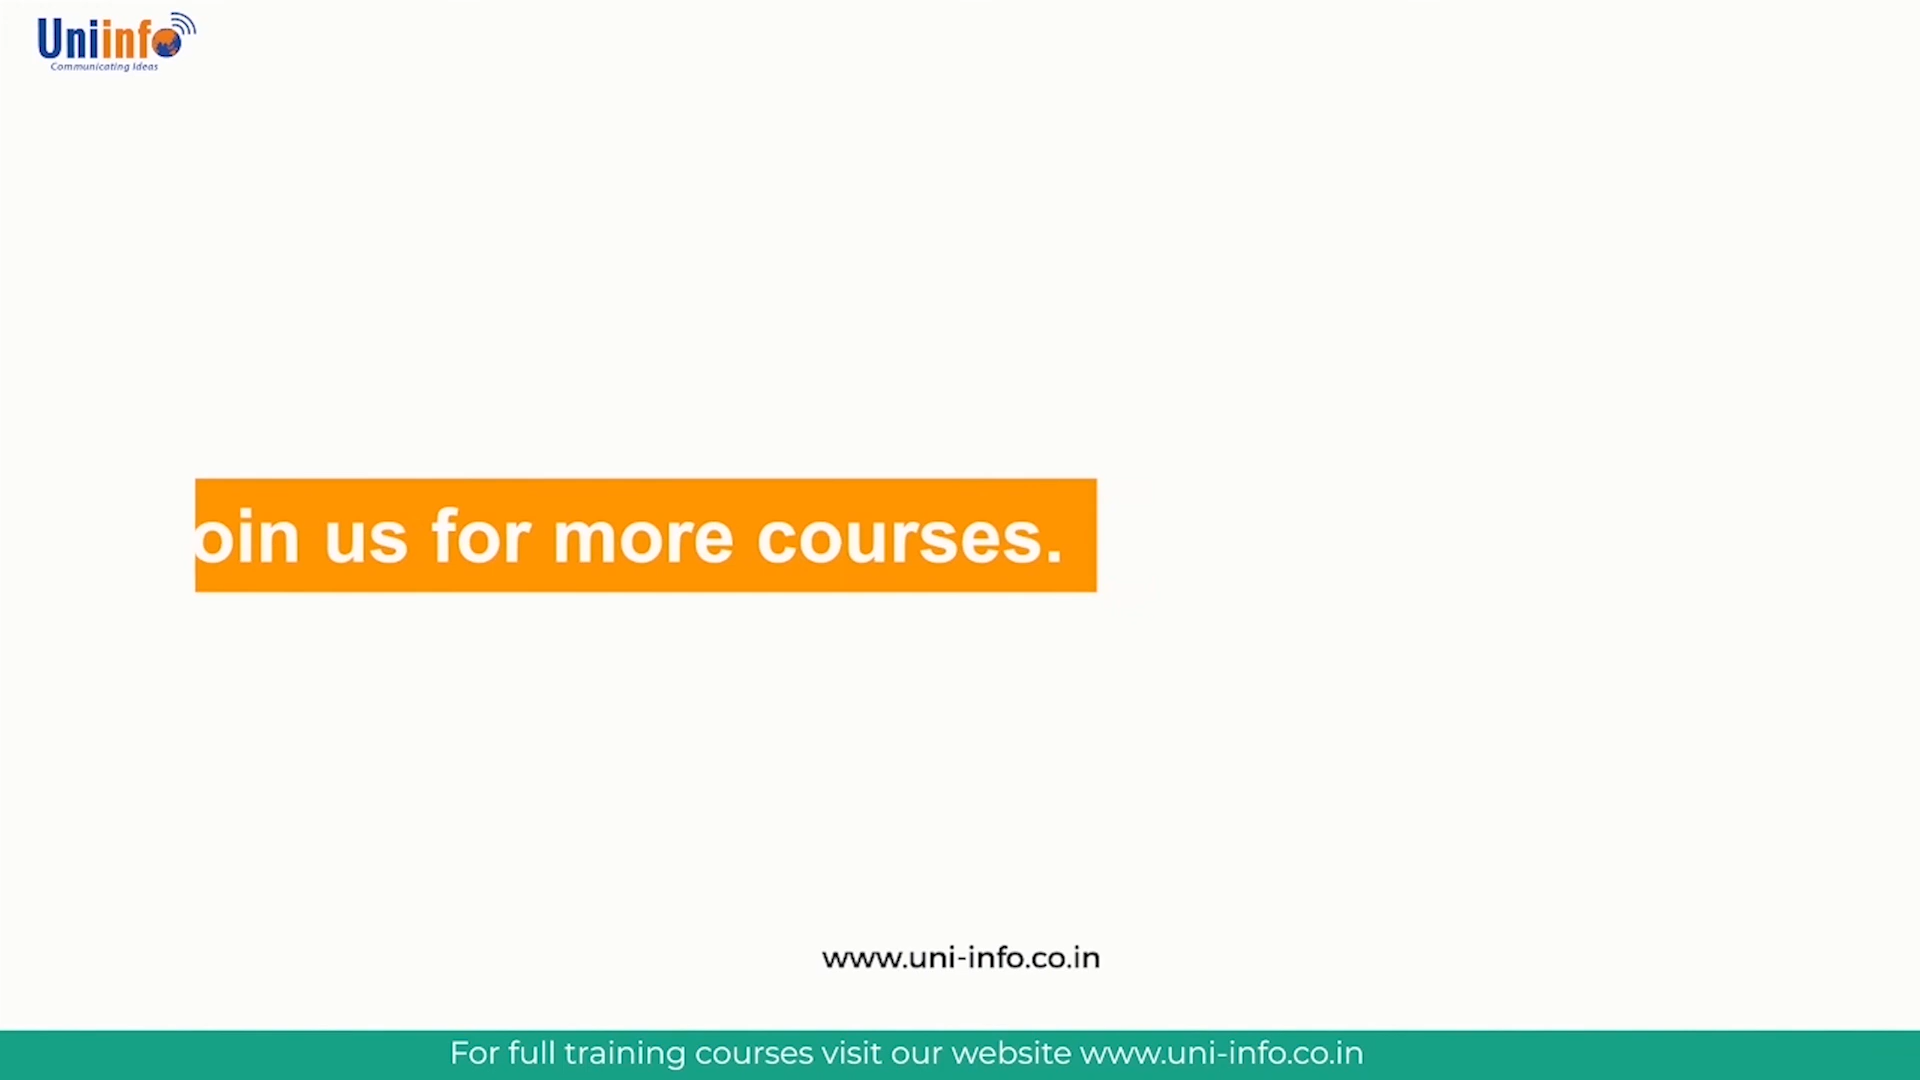 Uniinfo
Communicating Ideas
oin us for more courses.
www.uni-info.co.in
For full training courses visit our website www.uni-info.co.in